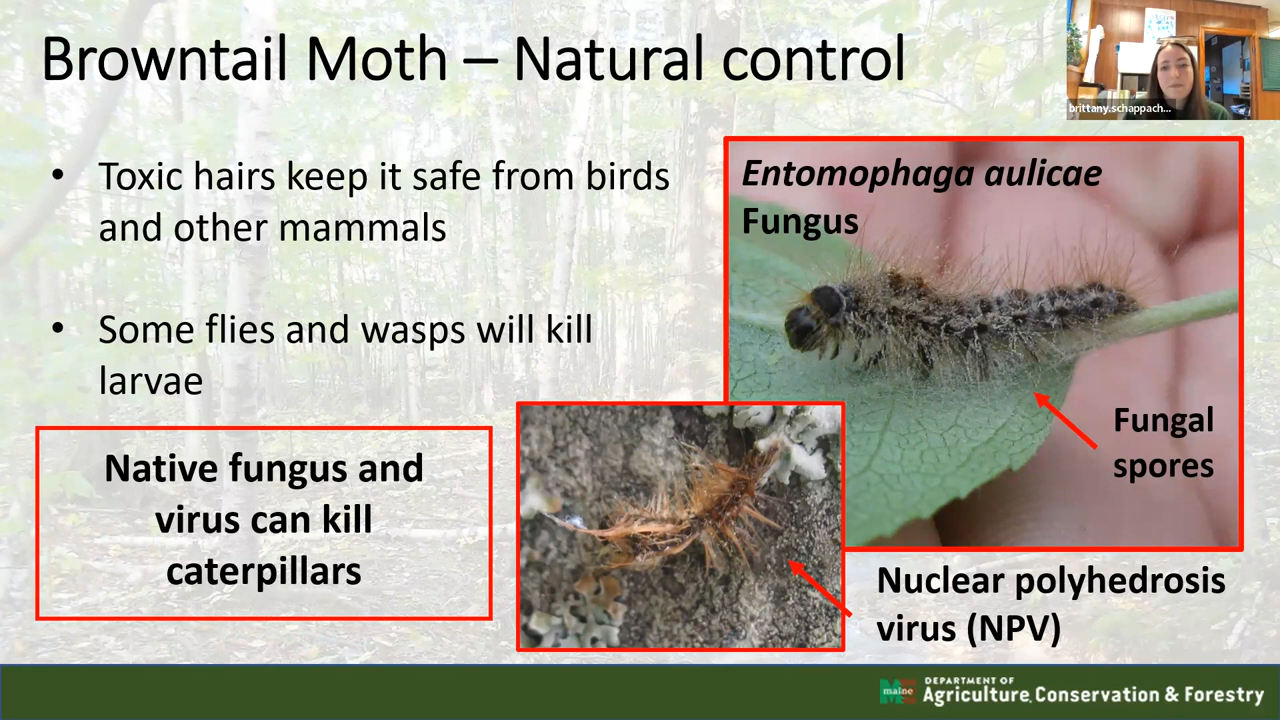 Browntail Moth – Natural control
brittany.schappach...
• Toxic hairs keep it safe from birds
and other mammals
• Some flies and wasps will kill
larvae
Native fungus and
virus can kill
caterpillars
Entomophaga aulicae
Fungus
Fungal
spores
Nuclear polyhedrosis
virus (NPV)
maine
DEPARTMENT OF
Agriculture, Conservation & Forestry